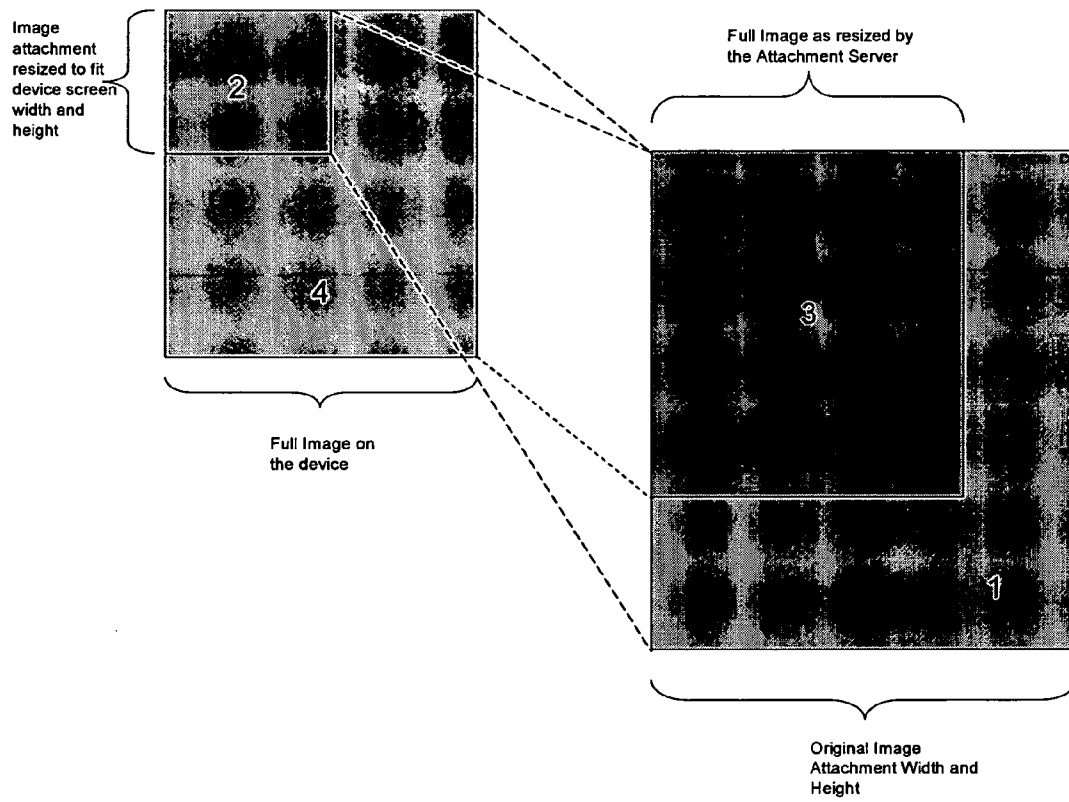 Image
attachment
resized to fit
device screen
width and
height
2
4
Full Image on
the device
Full Image as resized by
the Attachment Server
3
1
Original Image
Attachment Width and
Height